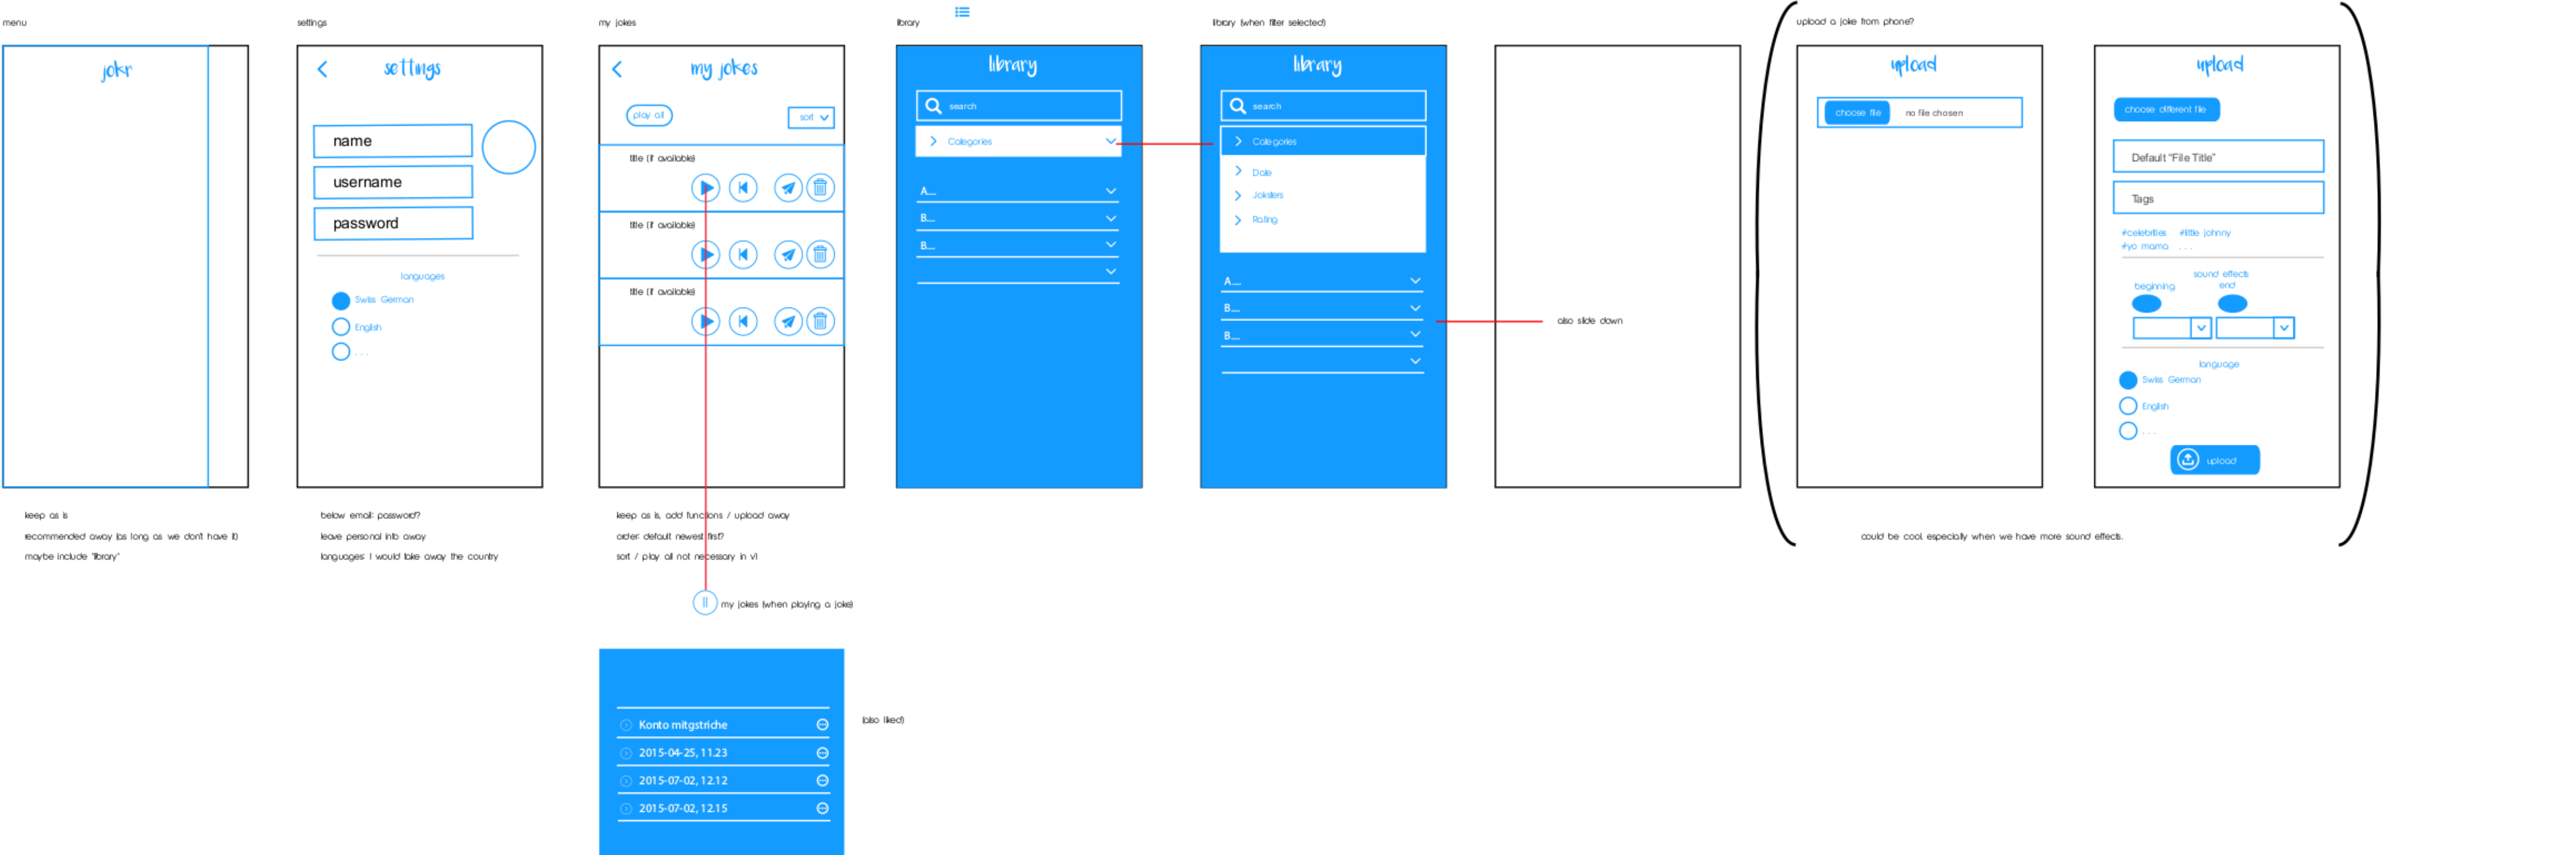 menu
jokr
keep as is
recommended away (as long as we don't have it)
maybe include "library"
settings
settings
name
username
password
languages
Swiss German
English
...
below email: password?
leave personal info away
languages: I would take away the country
my jokes
my jokes
play all
sort
title (if available)
title (if available)
title (if available)
keep as is, add functions / upload away
order: default newest first?
sort / play all not necessary in v1
my jokes (when playing a joke)
Konto mitgstriche
2015-04-25, 11.23
2015-07-02, 12.12
2015-07-02, 12.15
(also liked)
library
library
search
Categories
A....
B....
B....
library (when filter selected)
library
search
Categories
Date
Joksters
Rating
A....
B....
B....
also slide down
upload a joke from phone?
upload
choose file
no file chosen
upload
choose different file
Default "File Title"
Tags
#celebrities #little johnny
#yo mama ...
sound effects
beginning end
language
Swiss German
English
...
upload
could be cool, especially when we have more sound effects.